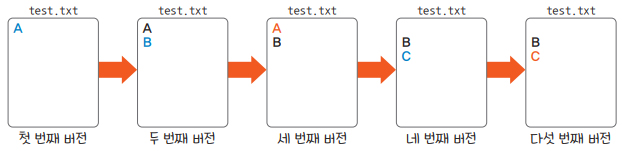 test.txt test.txt test.txt test.txt test.txt
A A A
B B B B
C C
첫 번째 버전 두 번째 버전 세 번째 버전 네 번째 버전 다섯 번째 버전